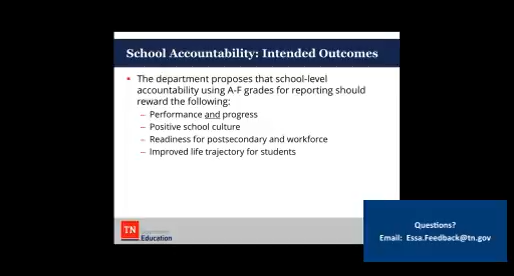 School Accountability: Intended Outcomes
▪ The department proposes that school-level
accountability using A-F grades for reporting should
reward the following:
– Performance and progress
– Positive school culture
– Readiness for postsecondary and workforce
– Improved life trajectory for students
TN
Department of
Education
Questions?
Email: Essa.Feedback@tn.gov